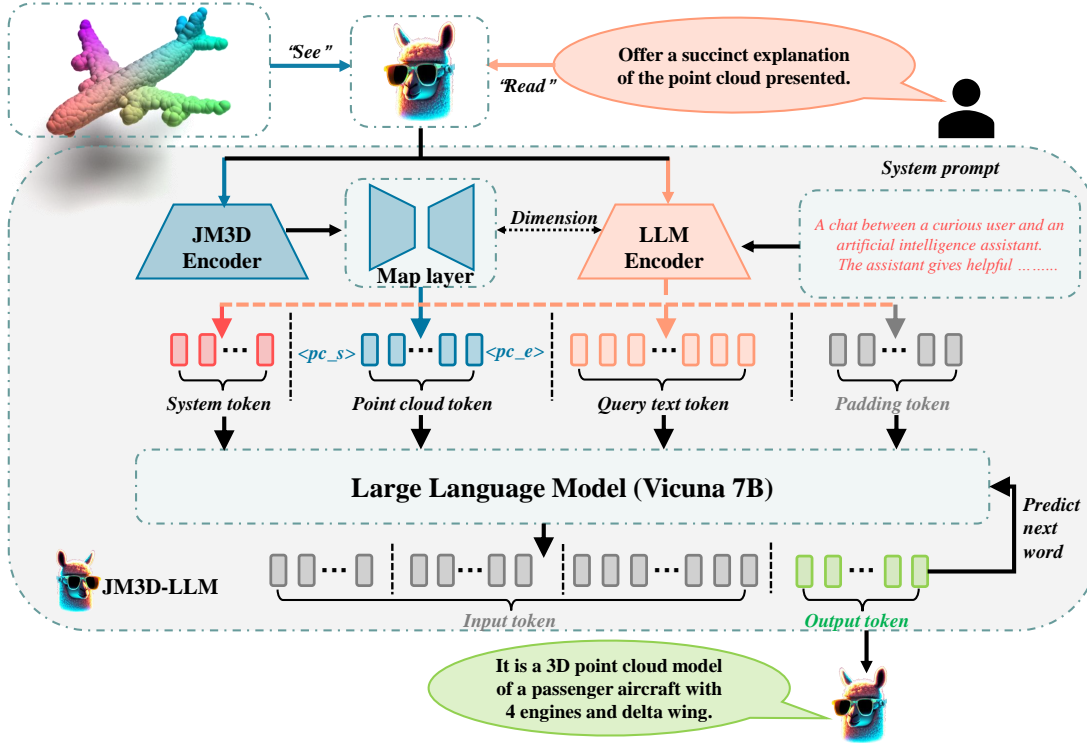 “See”
“Read”
Offer a succinct explanation
of the point cloud presented.
System prompt
JM3D
Encoder
Map layer
Dimension
LLM
Encoder
A chat between a curious user and an
artificial intelligence assistant.
The assistant gives helpful ………
<pc_s>
<pc_e>
System token
Point cloud token
Query text token
Padding token
Large Language Model (Vicuna 7B)
Predict
next
word
JM3D-LLM
Input token
Output token
It is a 3D point cloud model
of a passenger aircraft with
4 engines and delta wing.